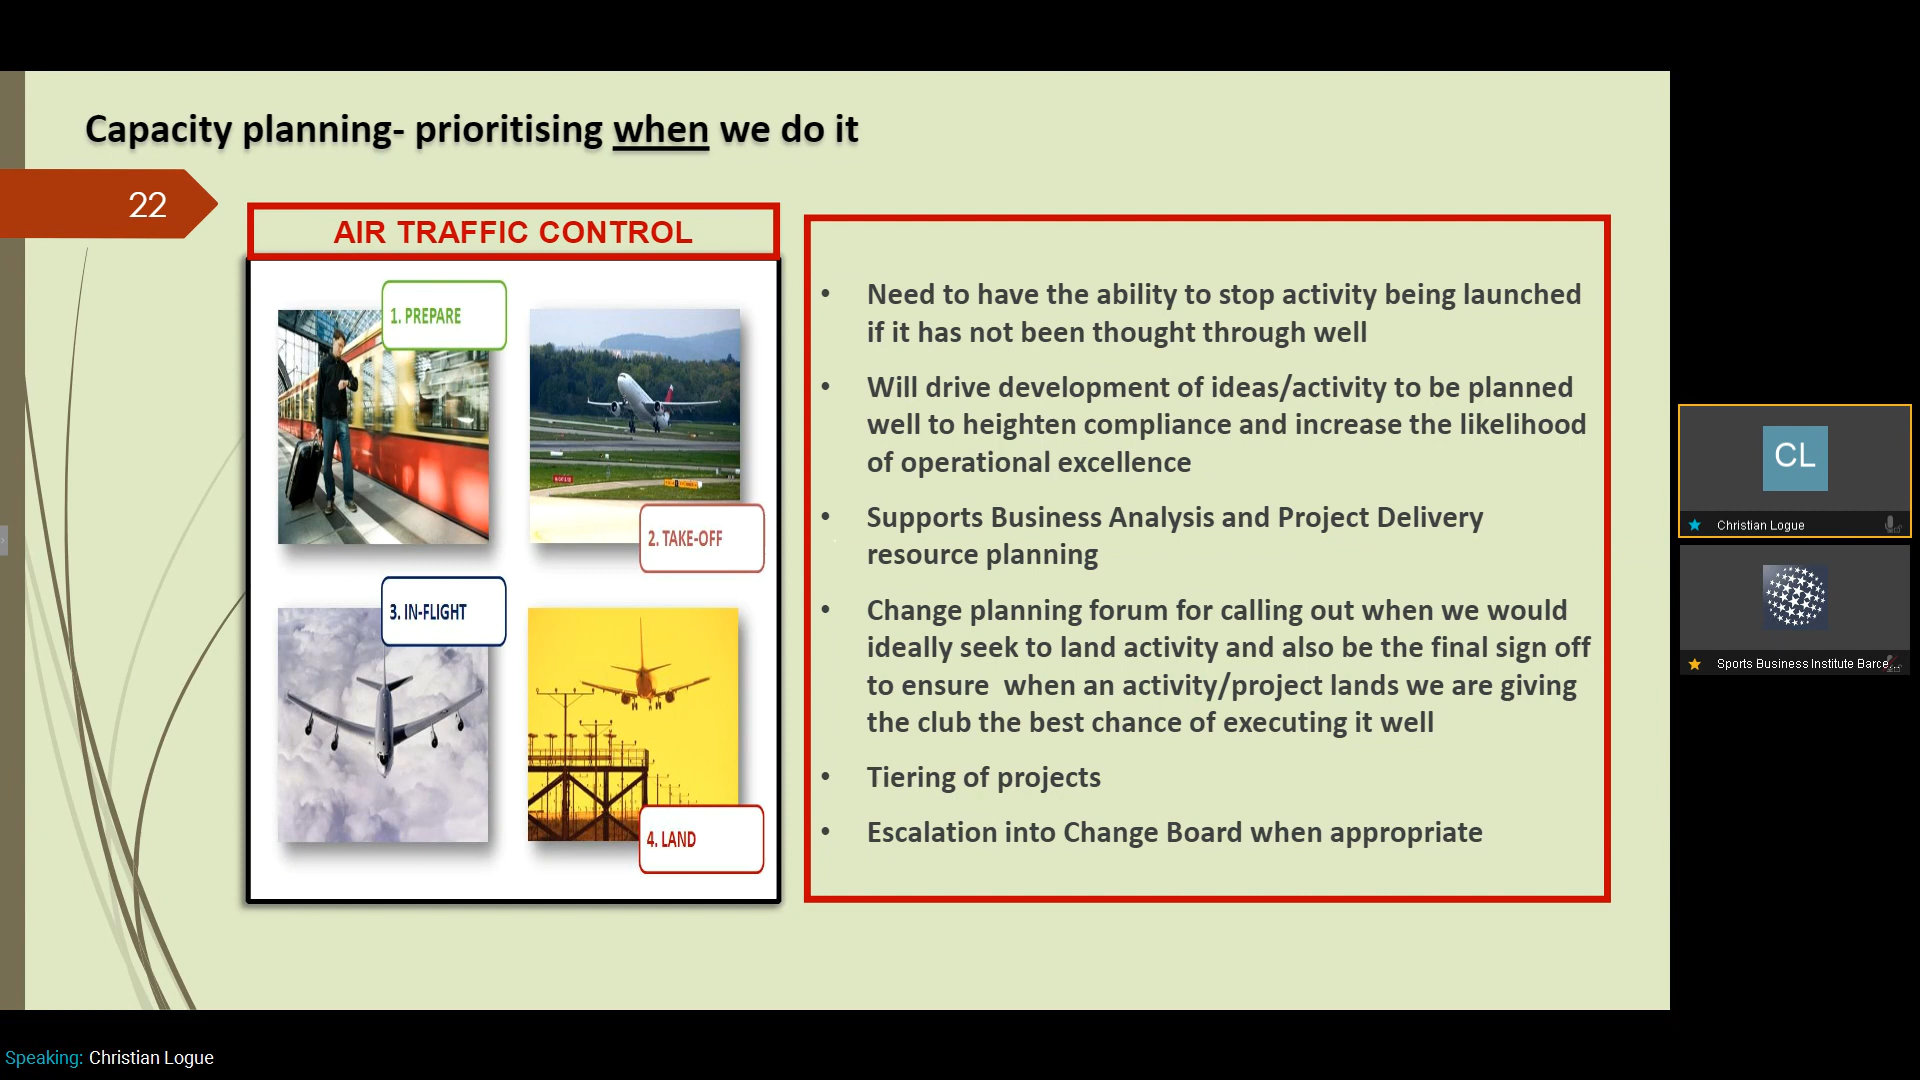 Capacity planning- prioritising when we do it
22
AIR TRAFFIC CONTROL
1. PREPARE
2. TAKE-OFF
3. IN-FLIGHT
4. LAND
• Need to have the ability to stop activity being launched
if it has not been thought through well
• Will drive development of ideas/activity to be planned
well to heighten compliance and increase the likelihood
of operational excellence
• Supports Business Analysis and Project Delivery
resource planning
• Change planning forum for calling out when we would
ideally seek to land activity and also be the final sign off
to ensure when an activity/project lands we are giving
the club the best chance of executing it well
• Tiering of projects
• Escalation into Change Board when appropriate
CL
Christian Logue
Sports Business Institute Barce...
Speaking: Christian Logue